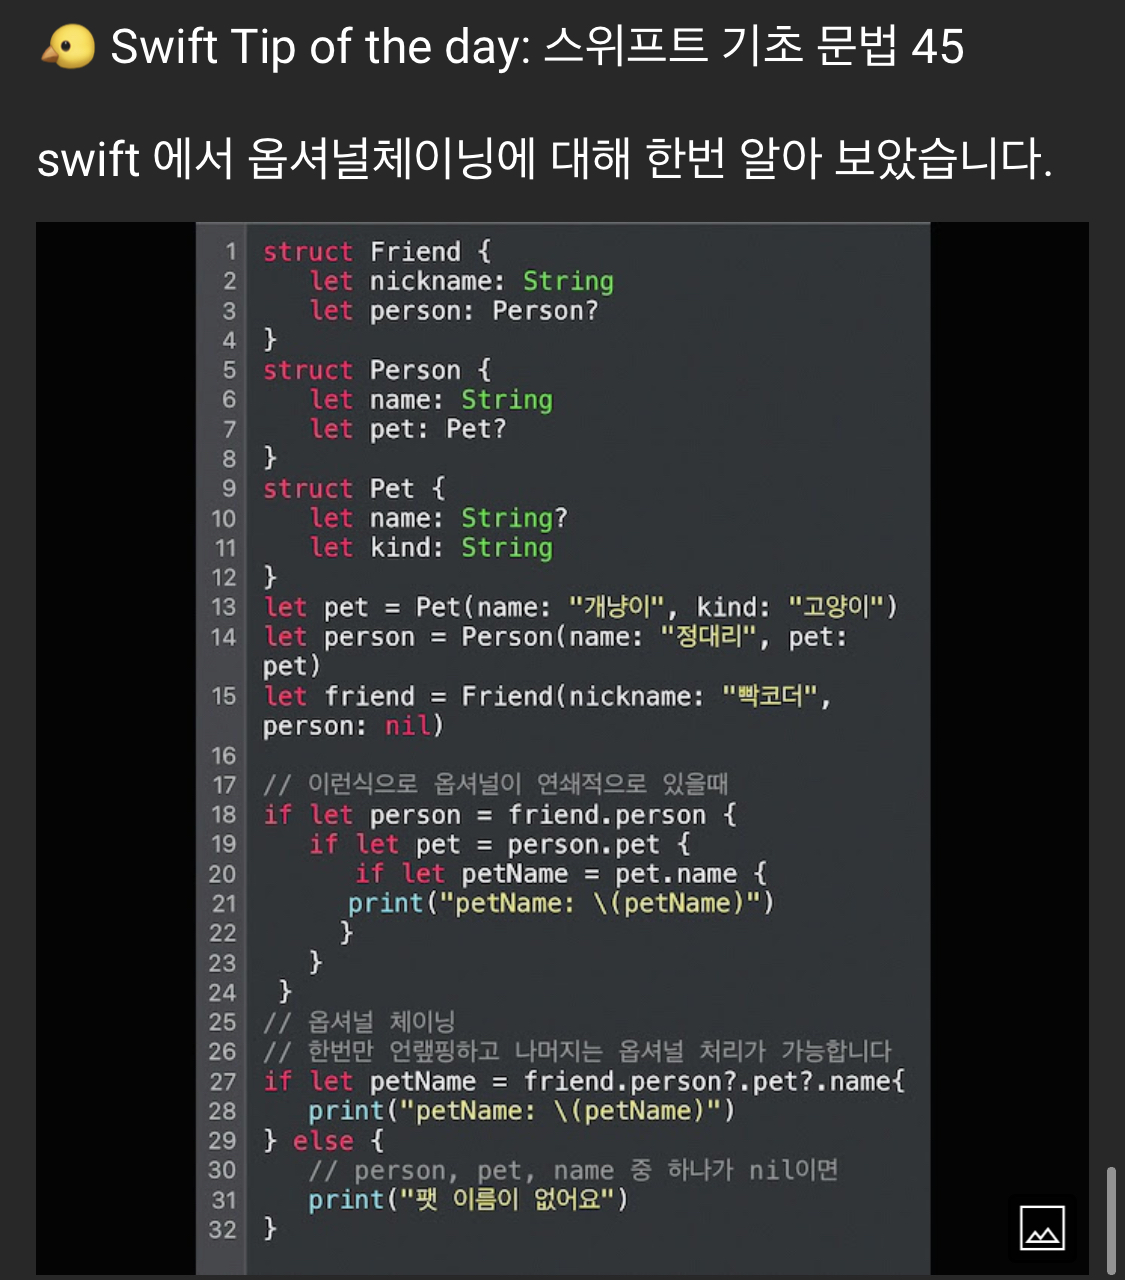 🐤 Swift Tip of the day: 스위프트 기초 문법 45
swift 에서 옵셔널체이닝에 대해 한번 알아 보았습니다.
1 struct Friend {
2 let nickname: String
3 let person: Person?
4 }
5 struct Person {
6 let name: String
7 let pet: Pet?
8 }
9 struct Pet {
10 let name: String?
11 let kind: String
12 }
13 let pet = Pet(name: "개냥이", kind: "고양이")
14 let person = Person(name: "정대리", pet:
pet)
15 let friend = Friend(nickname: "빡코더",
person: nil)
16
17 // 이런식으로 옵셔널이 연쇄적으로 있을때
18 if let person = friend.person {
19 if let pet = person.pet {
20 if let petName = pet.name {
21 print("petName: \(petName)")
22 }
23 }
24 }
25 // 옵셔널 체이닝
26 // 한번만 언랲핑하고 나머지는 옵셔널 처리가 가능합니다
27 if let petName = friend.person?.pet?.name{
28 print("petName: \(petName)")
29 } else {
30 // person, pet, name 중 하나가 nil이면
31 print("팻 이름이 없어요")
32 }